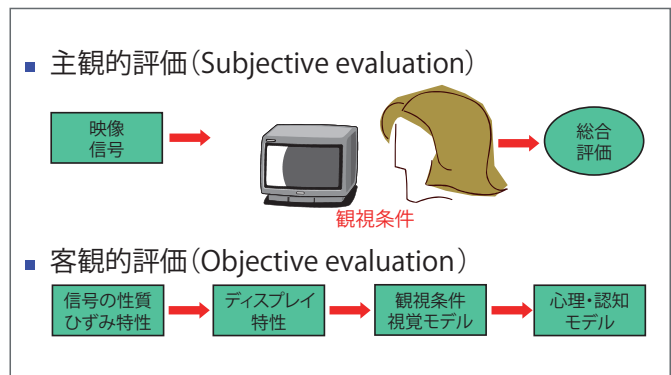 主観的評価(Subjective evaluation)
映像
信号
総合
評価
観視条件
客観的評価(Objective evaluation)
信号の性質
ひずみ特性
ディスプレイ
特性
観視条件
視覚モデル
心理・認知
モデル